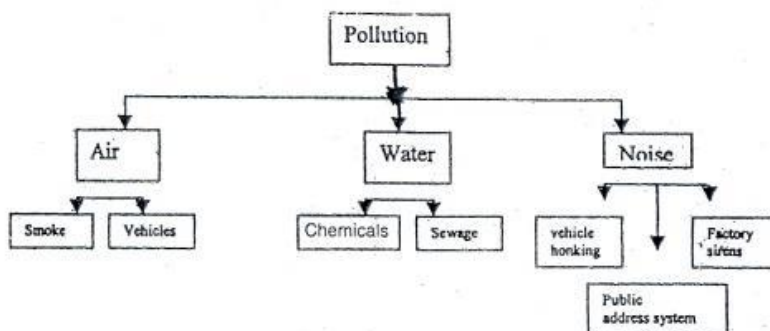 Pollution
Air
Water
Noise
Smoke
Vehicles
Chemicals
Sewage
vehicle
honking
Factory
sirens
Public
address system